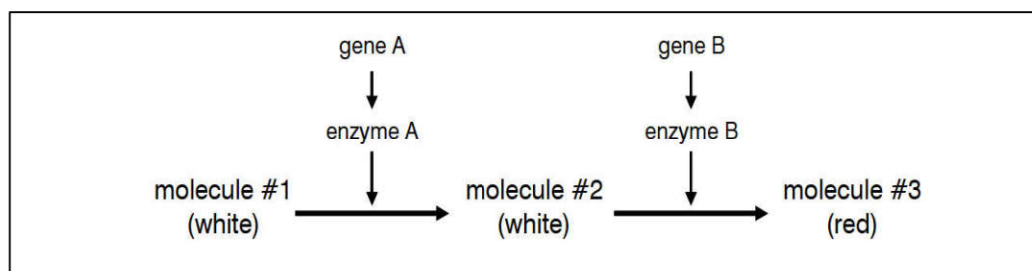 gene A
gene B
enzyme A
enzyme B
molecule #1
molecule #2
molecule #3
(white)
(white)
(red)